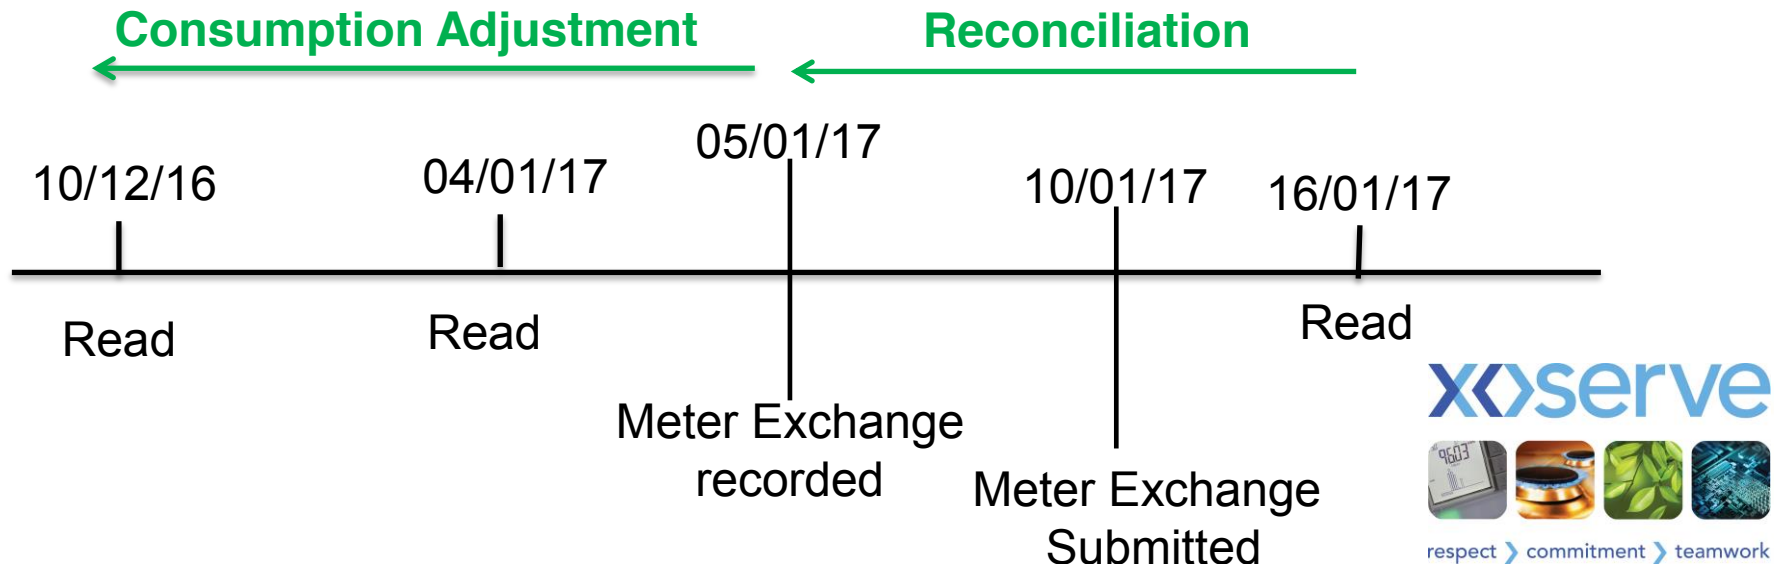 Consumption Adjustment
Reconciliation
05/01/17
10/12/16
04/01/17
10/01/17
16/01/17
Read
Read
Read
Meter Exchange
recorded
Meter Exchange
Submitted
xoserve
9603
respect ❯ commitment ❯ teamwork